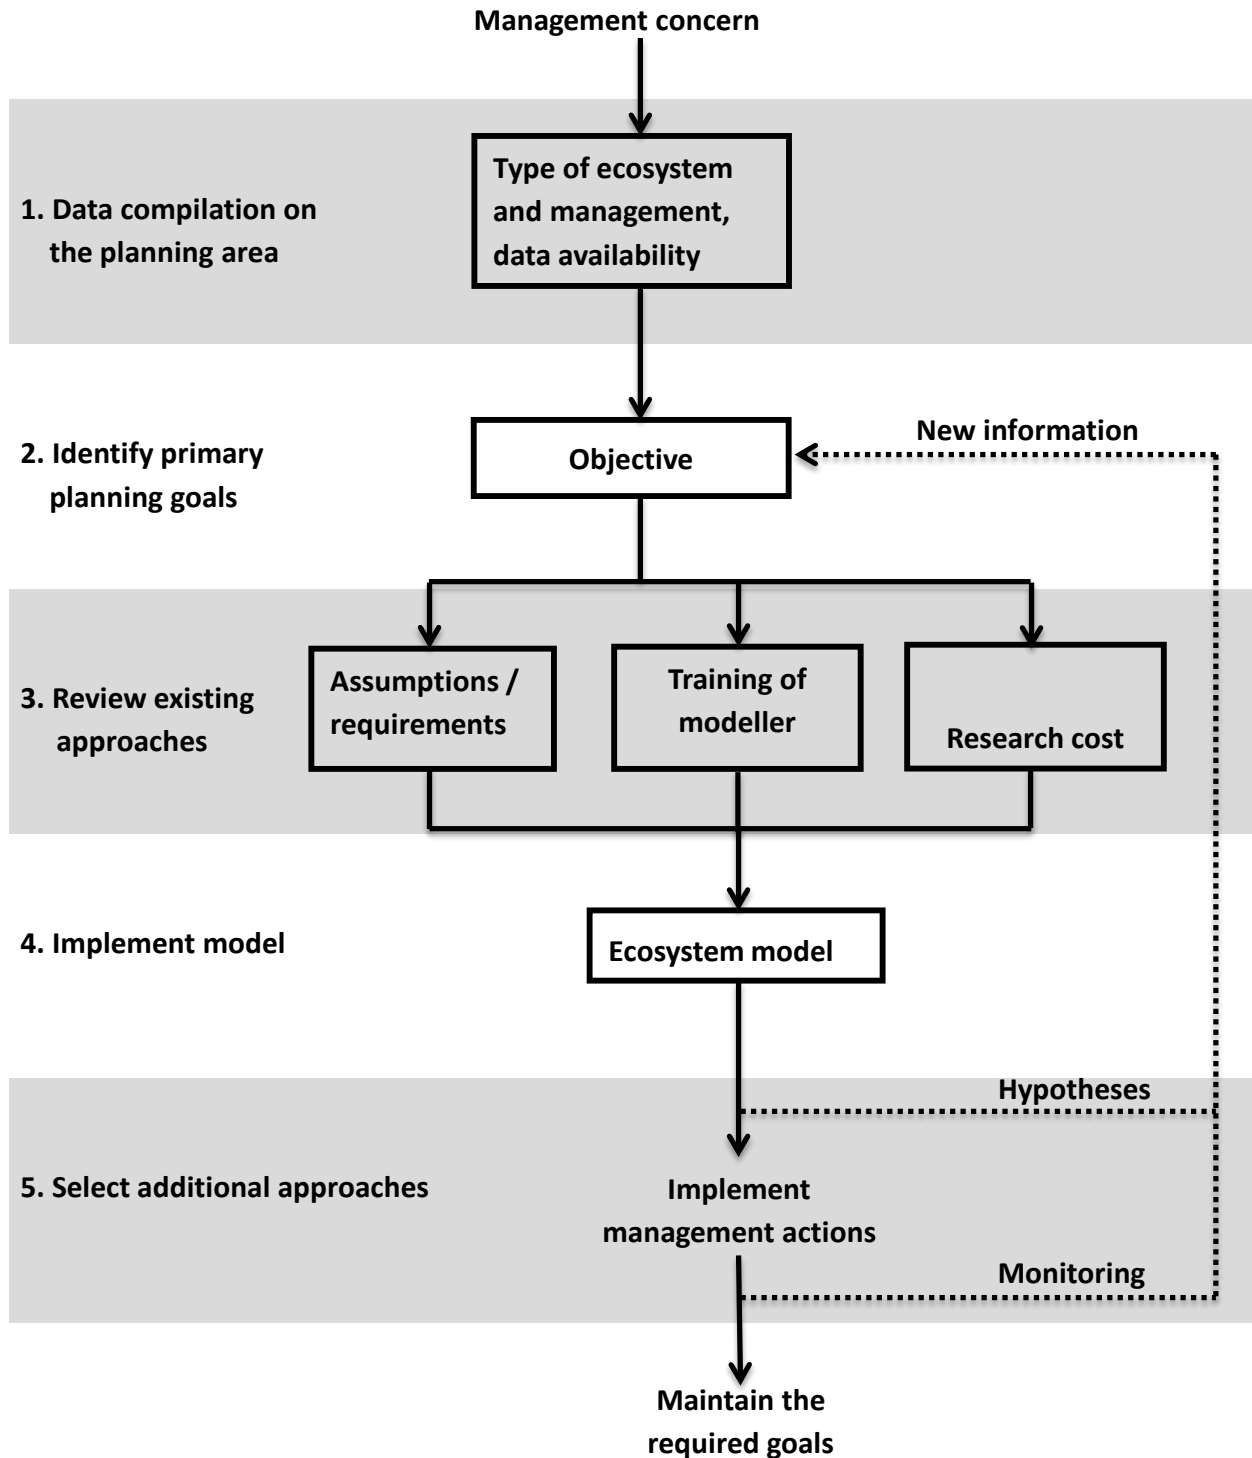 Management concern
Type of ecosystem
and management,
data availability
1. Data compilation on
the planning area
New information
2. Identify primary
planning goals
Objective
3. Review existing
approaches
Assumptions /
requirements
Training of
modeller
Research cost
4. Implement model
Ecosystem model
Hypotheses
5. Select additional approaches
Implement
management actions
Monitoring
Maintain the
required goals